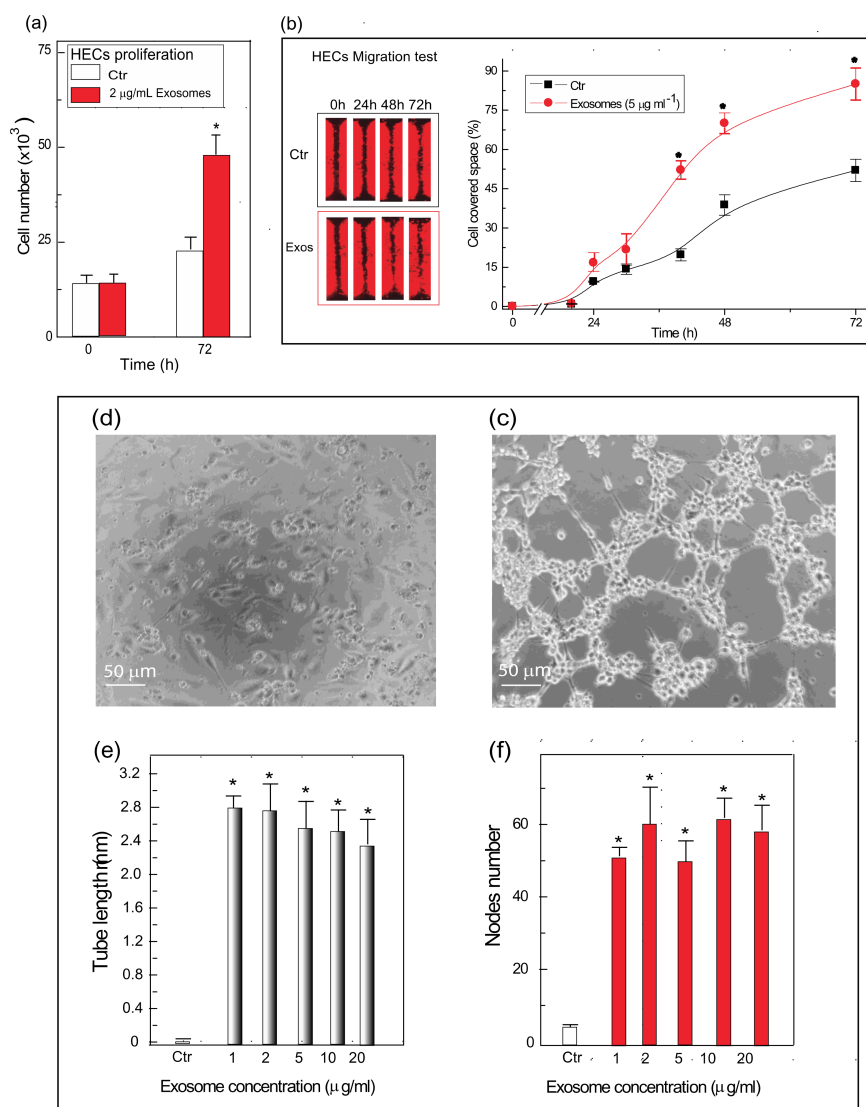 (a)
HECs proliferation
Ctr
2 μg/mL Exosomes
*
75
50
25
0
Cell number (×10³)
0 72
Time (h)
(b)
HECs Migration test
0h 24h 48h 72h
Ctr
Exos
Ctr
Exosomes (5 μg ml⁻¹)
90
75
60
45
30
15
0
Cell covered space (%)
0 24 48 72
Time (h)
(d)
50 μm
(c)
50 μm
(e)
3.2
2.8
2.4
2.0
1.6
1.2
0.8
0.4
0
Tube length(mm)
* * * * *
Ctr 1 2 5 10 20
Exosome concentration (μ g/ml)
(f)
60
40
20
0
Nodes number
* * * * *
Ctr 1 2 5 10 20
Exosome concentration (μ g/ml)